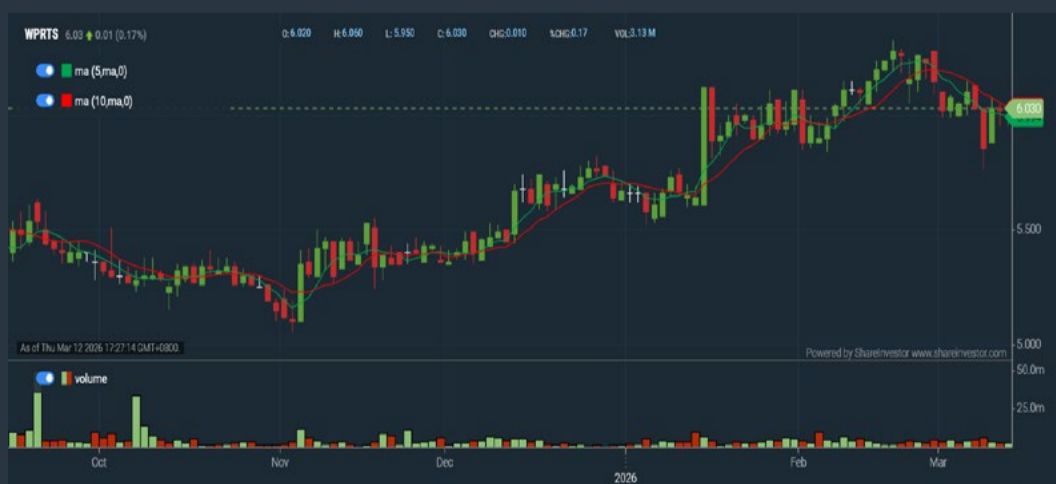 WPRTS 6.03 0.01 (0.17%) O: 6.020 H: 6.060 L: 5.950 C: 6.030 CHG:0.010 %CHG:0.17 VOL:3.13 M
ma (5,ma,0)
ma (10,ma,0)
6.030
5.500
5.000
As of Thu Mar 12 2026 17:27:14 GMT+0800
Powered by ShareInvestor www.shareinvestor.com
volume
50.0m
25.0m
Oct Nov Dec 2026 Feb Mar